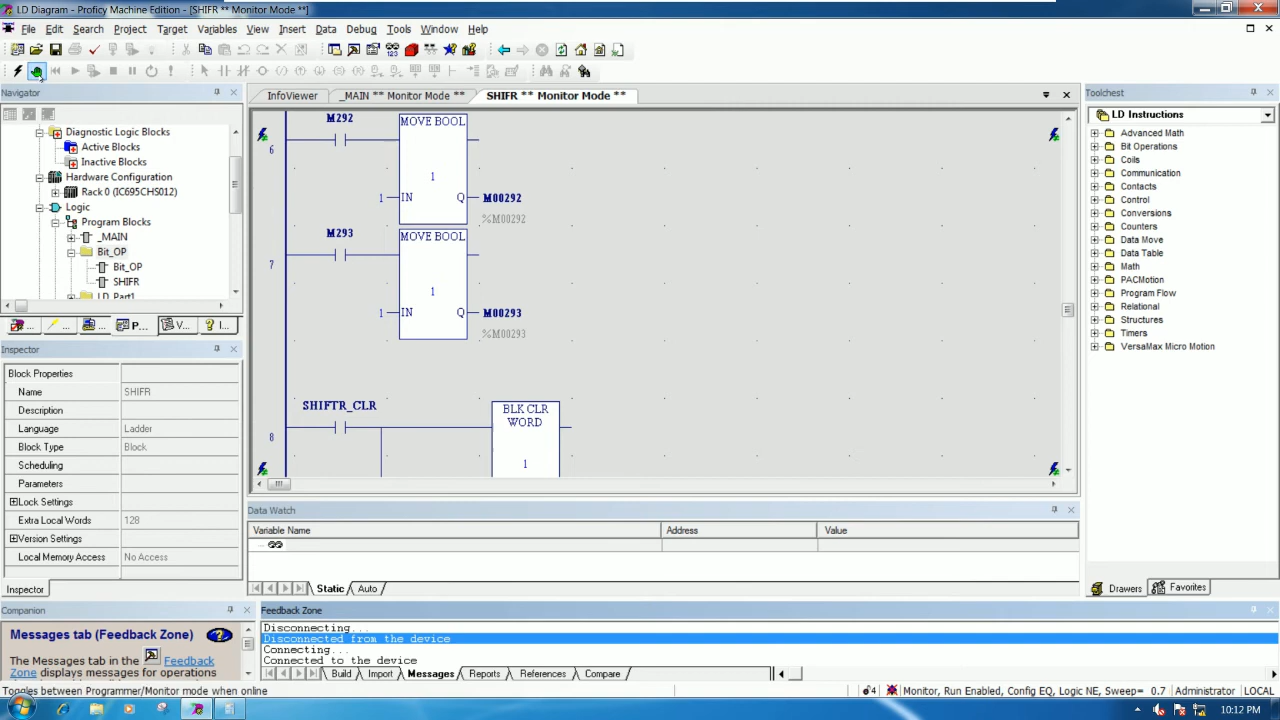 LD Diagram - Proficy Machine Edition - [SHIFR ** Monitor Mode **]
File Edit Search Project Target Variables View Insert Data Debug Tools Window Help
Navigator
InfoViewer _MAIN ** Monitor Mode ** SHIFR ** Monitor Mode **
Toolchest
Diagnostic Logic Blocks
Active Blocks
Inactive Blocks
Hardware Configuration
Rack 0 (IC695CHS012)
Logic
Program Blocks
_MAIN
Bit_OP
Bit_OP
SHIFR
LD_Part1
P... V... I...
Inspector
Block Properties
Name SHIFR
Description
Language Ladder
Block Type Block
Scheduling
Parameters
Lock Settings
Extra Local Words 128
Version Settings
Local Memory Access No Access
Inspector
M292 MOVE BOOL
6
1
1 IN Q M00292
%M00292
M293 MOVE BOOL
7
1
1 IN Q M00293
%M00293
SHIFTR_CLR BLK CLR
WORD
8
1
LD Instructions
Advanced Math
Bit Operations
Coils
Communication
Contacts
Control
Conversions
Counters
Data Move
Data Table
Math
PACMotion
Program Flow
Relational
Structures
Timers
VersaMax Micro Motion
Drawers Favorites
Data Watch
Variable Name Address Value
Static Auto
Companion
Messages tab (Feedback Zone)
The Messages tab in the Feedback
Zone displays messages for operations
Feedback Zone
Disconnecting...
Disconnected from the device
Connecting...
Connected to the device
Build Import Messages Reports References Compare
Toggles between Programmer/Monitor mode when online
Monitor, Run Enabled, Config EQ, Logic NE, Sweep= 0.7 Administrator LOCAL
10:12 PM